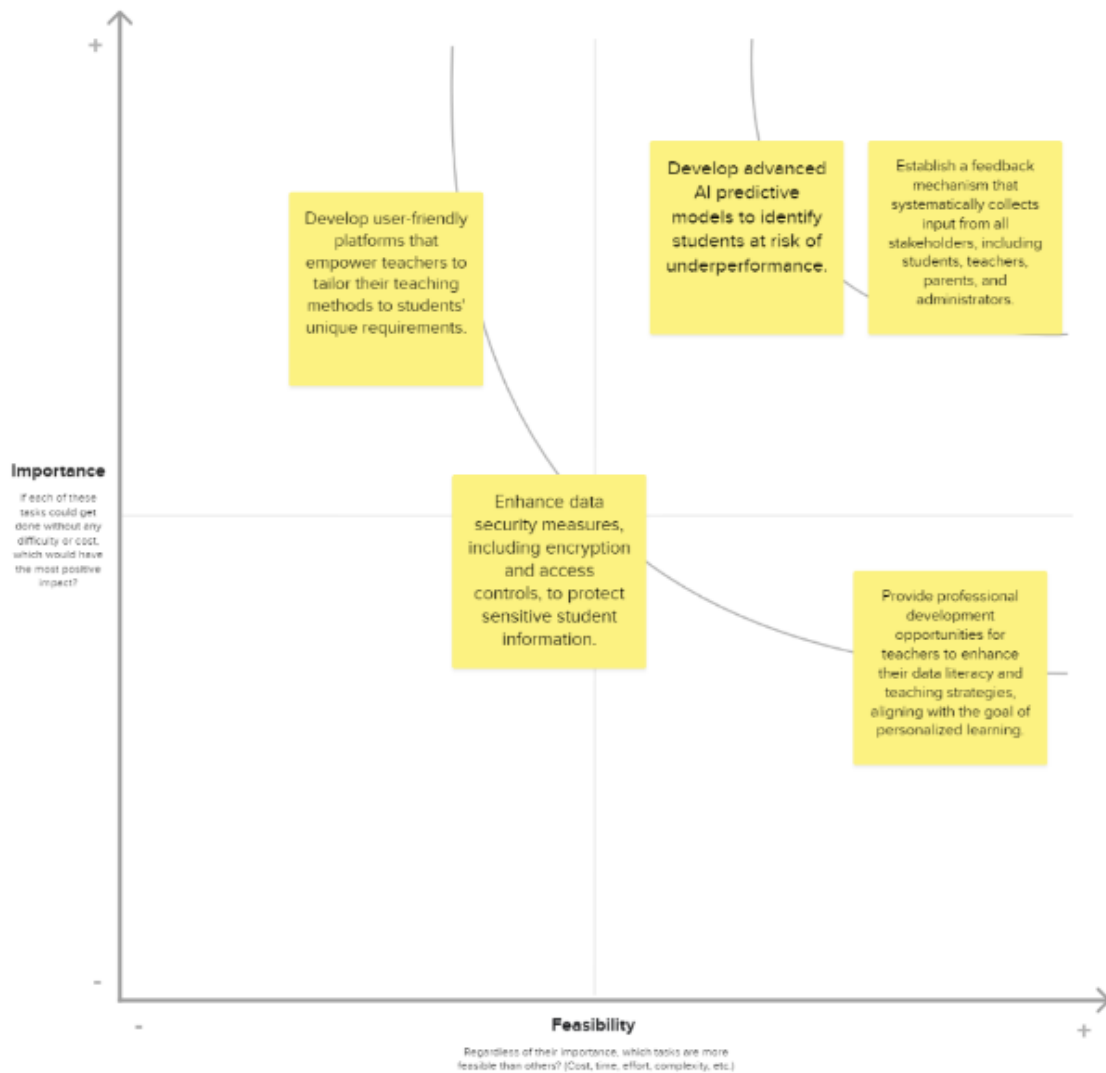 +
Develop user-friendly
platforms that
empower teachers to
tailor their teaching
methods to students'
unique requirements.
Develop advanced
AI predictive
models to identify
students at risk of
underperformance.
Establish a feedback
mechanism that
systematically collects
input from all
stakeholders, including
students, teachers,
parents, and
administrators.
Importance
If each of these
tasks could get
done without any
difficulty or cost,
which would have
the most positive
impact?
Enhance data
security measures,
including encryption
and access
controls, to protect
sensitive student
information.
Provide professional
development
opportunities for
teachers to enhance
their data literacy and
teaching strategies,
aligning with the goal of
personalized learning.
-
-
Feasibility
+
Regardless of their importance, which tasks are more
feasible than others? (Cost, time, effort, complexity, etc.)